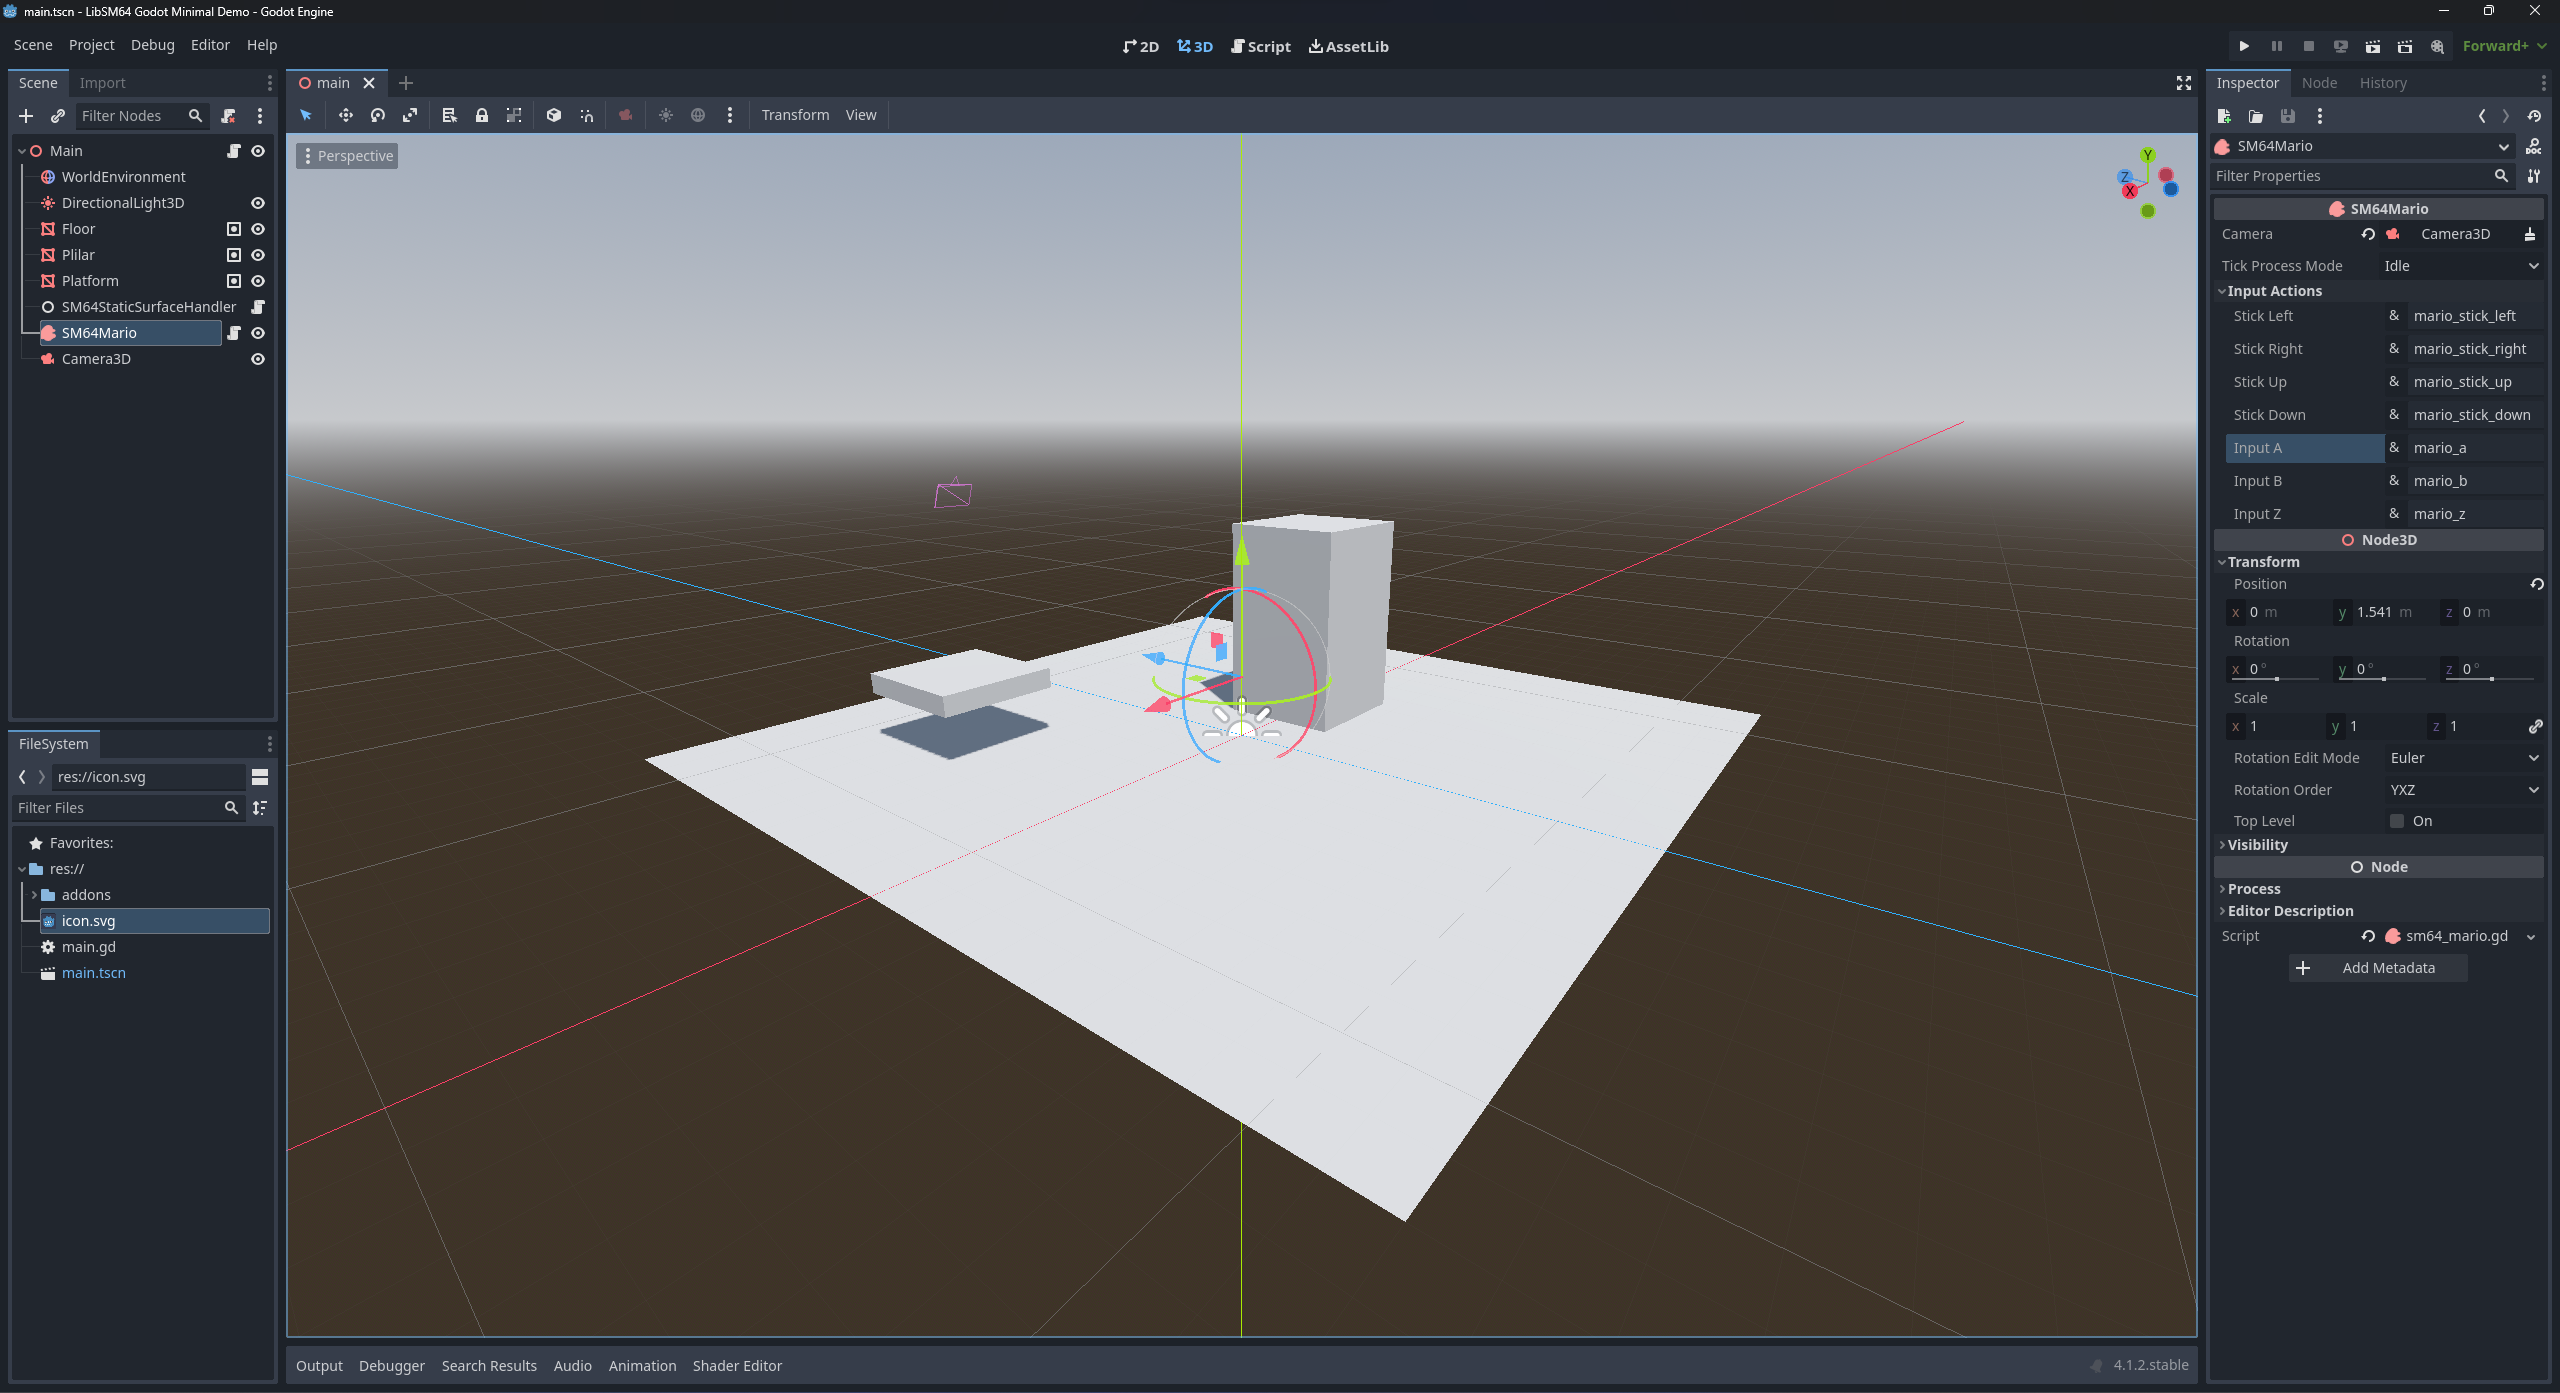 main.tscn - LibSM64 Godot Minimal Demo - Godot Engine
Scene Project Debug Editor Help
2D 3D Script AssetLib
Forward+
Scene Import
Filter Nodes
Main
WorldEnvironment
DirectionalLight3D
Floor
Plilar
Platform
SM64StaticSurfaceHandler
SM64Mario
Camera3D
FileSystem
res://icon.svg
Filter Files
Favorites:
res://
addons
icon.svg
main.gd
main.tscn
main
Transform View
Perspective
Y
Z
X
Output Debugger Search Results Audio Animation Shader Editor
4.1.2.stable
Inspector Node History
SM64Mario
DOC
Filter Properties
SM64Mario
Camera Camera3D
Tick Process Mode Idle
Input Actions
Stick Left & mario_stick_left
Stick Right & mario_stick_right
Stick Up & mario_stick_up
Stick Down & mario_stick_down
Input A & mario_a
Input B & mario_b
Input Z & mario_z
Node3D
Transform
Position
x 0 m y 1.541 m z 0 m
Rotation
x 0 ° y 0 ° z 0 °
Scale
x 1 y 1 z 1
Rotation Edit Mode Euler
Rotation Order YXZ
Top Level On
Visibility
Node
Process
Editor Description
Script sm64_mario.gd
Add Metadata